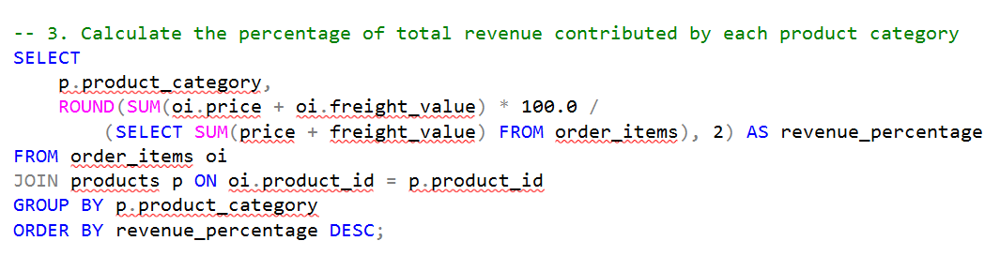 -- 3. Calculate the percentage of total revenue contributed by each product category
SELECT
    p.product_category,
    ROUND(SUM(oi.price + oi.freight_value) * 100.0 /
        (SELECT SUM(price + freight_value) FROM order_items), 2) AS revenue_percentage
FROM order_items oi
JOIN products p ON oi.product_id = p.product_id
GROUP BY p.product_category
ORDER BY revenue_percentage DESC;